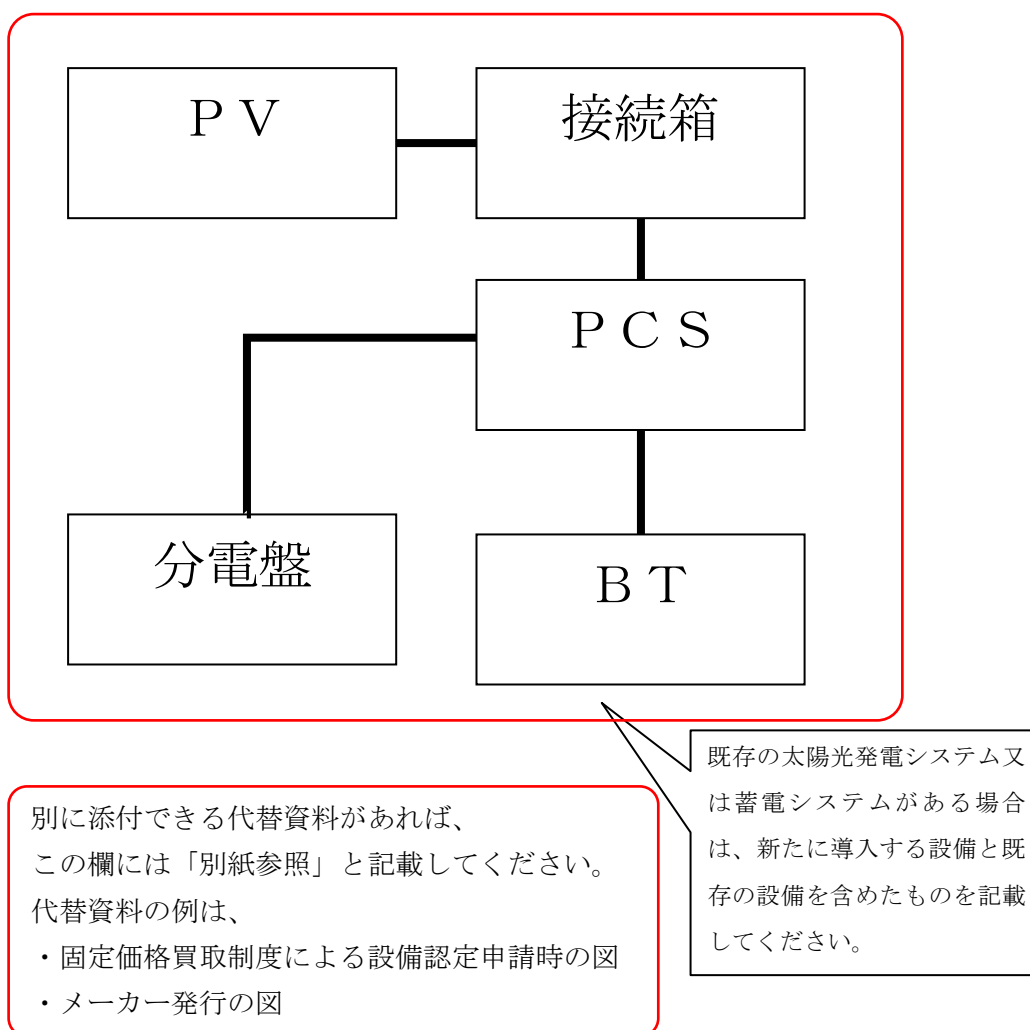 ＰＶ
接続箱
ＰＣＳ
分電盤
ＢＴ
既存の太陽光発電システム又
は蓄電システムがある場合
は、新たに導入する設備と既
存の設備を含めたものを記載
してください。
別に添付できる代替資料があれば、
この欄には「別紙参照」と記載してください。
代替資料の例は、
・固定価格買取制度による設備認定申請時の図
・メーカー発行の図